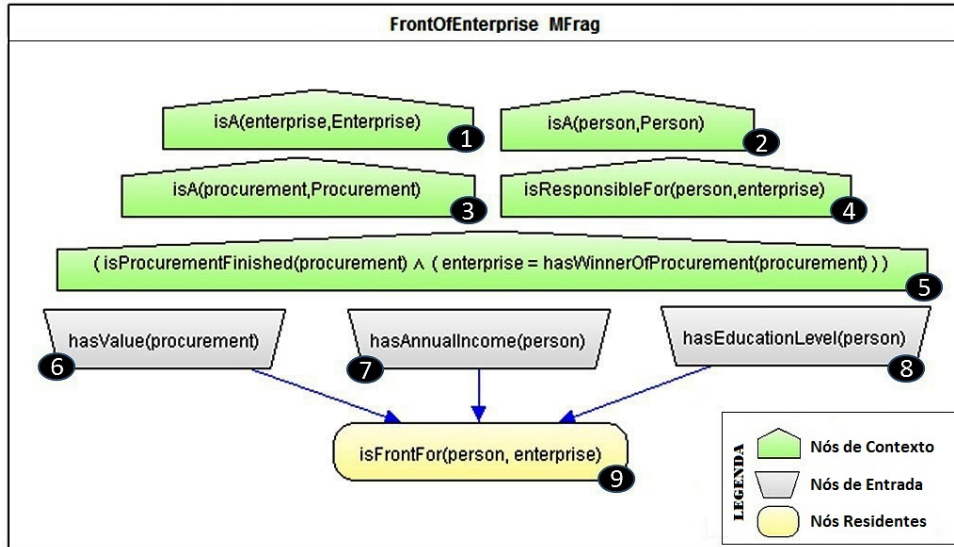 FrontOfEnterprise MFrag
isA(enterprise,Enterprise)
1
isA(person,Person)
2
isA(procurement,Procurement)
3
isResponsibleFor(person,enterprise)
4
( isProcurementFinished(procurement) ∧ ( enterprise = hasWinnerOfProcurement(procurement) ) )
5
hasValue(procurement)
6
hasAnnualIncome(person)
7
hasEducationLevel(person)
8
isFrontFor(person, enterprise)
9
LEGENDA
Nós de Contexto
Nós de Entrada
Nós Residentes